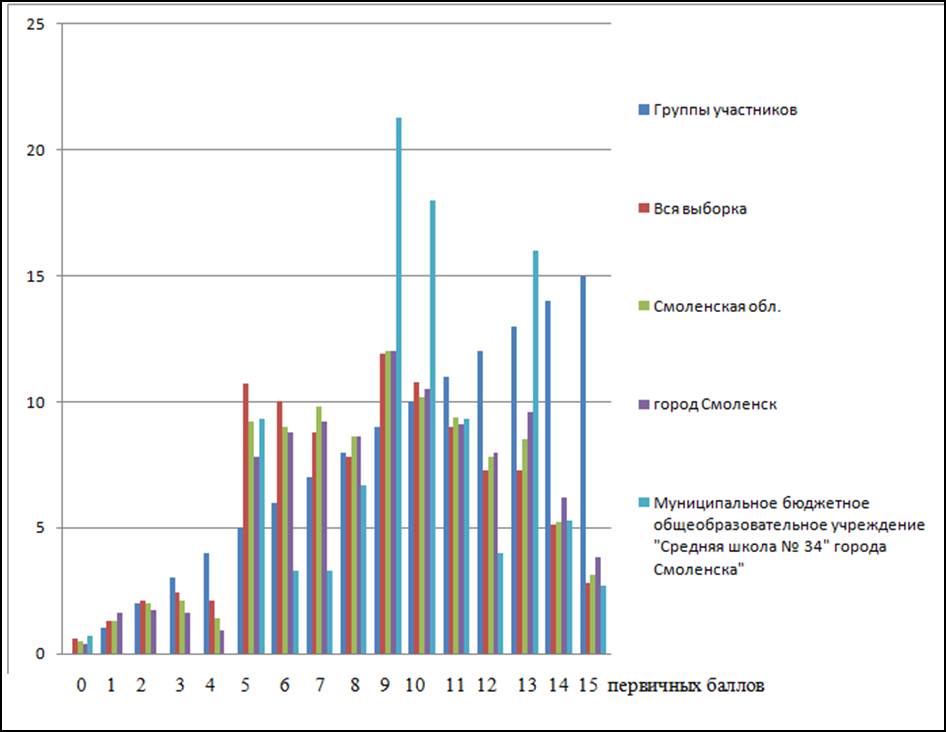 25
20
15
10
5
0
0 1 2 3 4 5 6 7 8 9 10 11 12 13 14 15 первичных баллов
Группы участников
Вся выборка
Смоленская обл.
город Смоленск
Муниципальное бюджетное
общеобразовательное учреждение
"Средняя школа № 34" города
Смоленска"